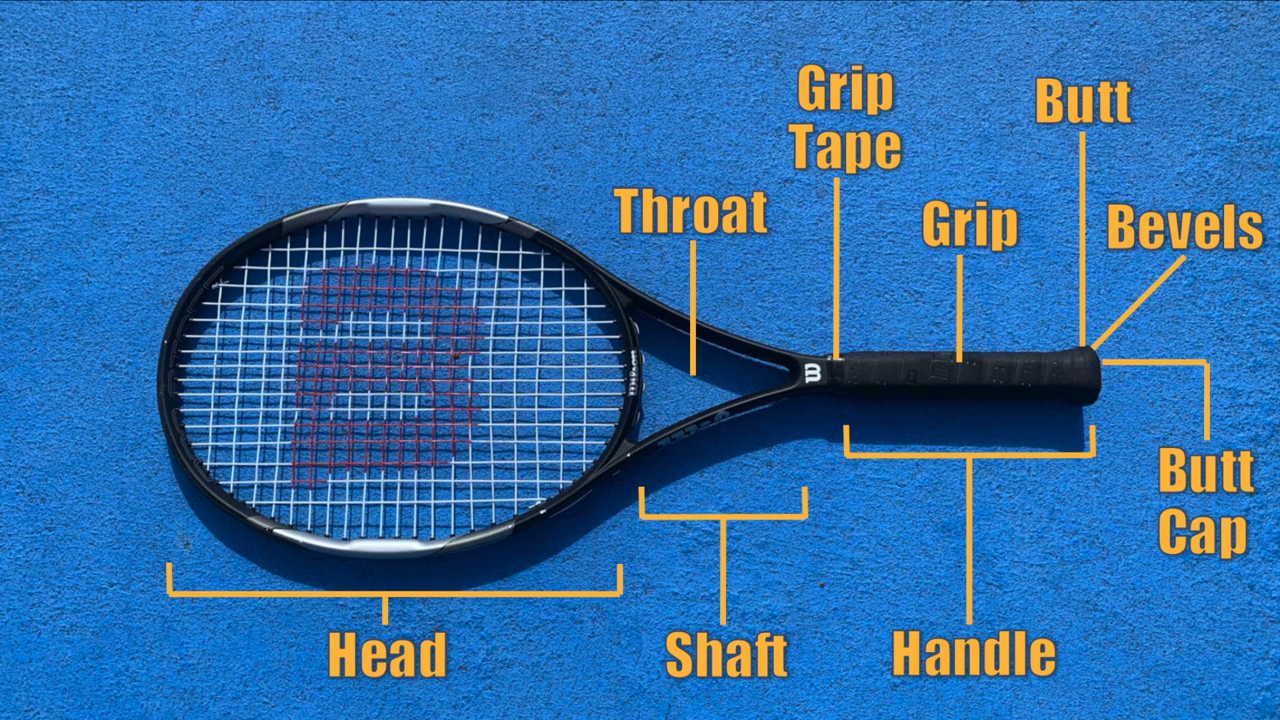 Grip
Tape
Butt
Throat
Grip
Bevels
W
Butt
Cap
Head
Shaft
Handle